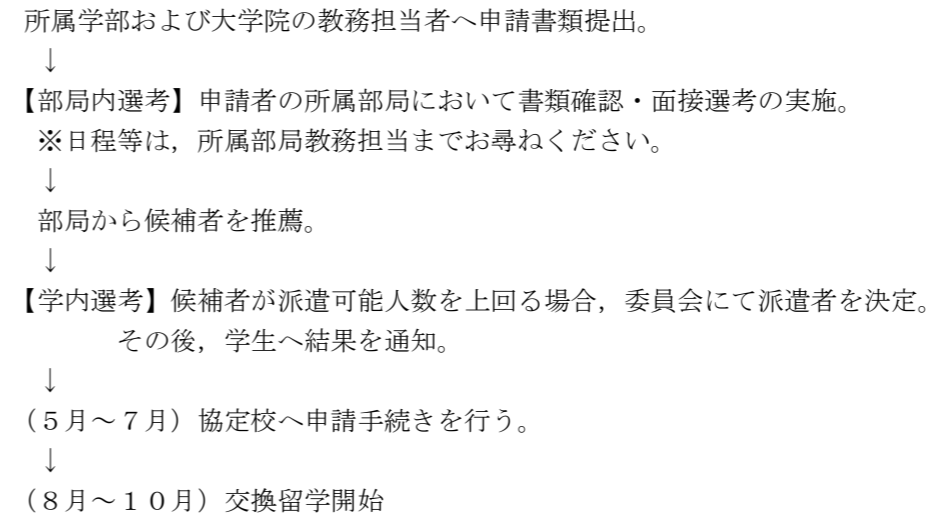 所属学部および大学院の教務担当者へ申請書類提出。
↓
【部局内選考】申請者の所属部局において書類確認・面接選考の実施。
※日程等は，所属部局教務担当までお尋ねください。
↓
部局から候補者を推薦。
↓
【学内選考】候補者が派遣可能人数を上回る場合，委員会にて派遣者を決定。
その後，学生へ結果を通知。
↓
（５月～７月）協定校へ申請手続きを行う。
↓
（８月～１０月）交換留学開始